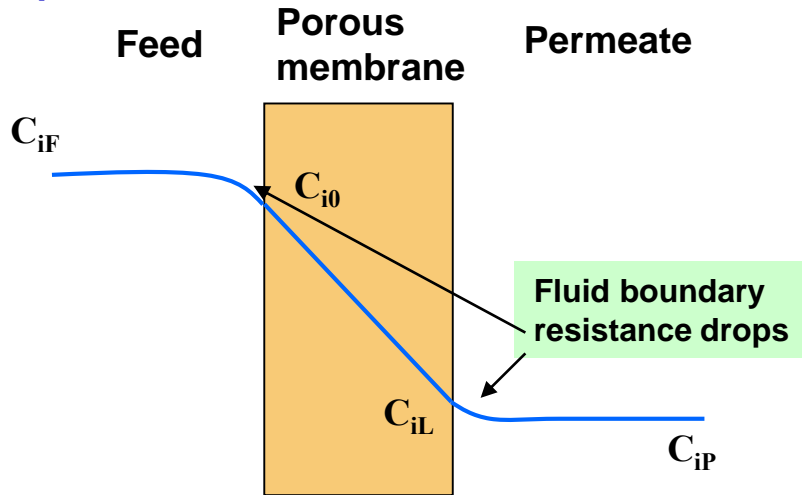 Feed
Porous
membrane
Permeate
CiF
Ci0
Fluid boundary
resistance drops
CiL
CiP